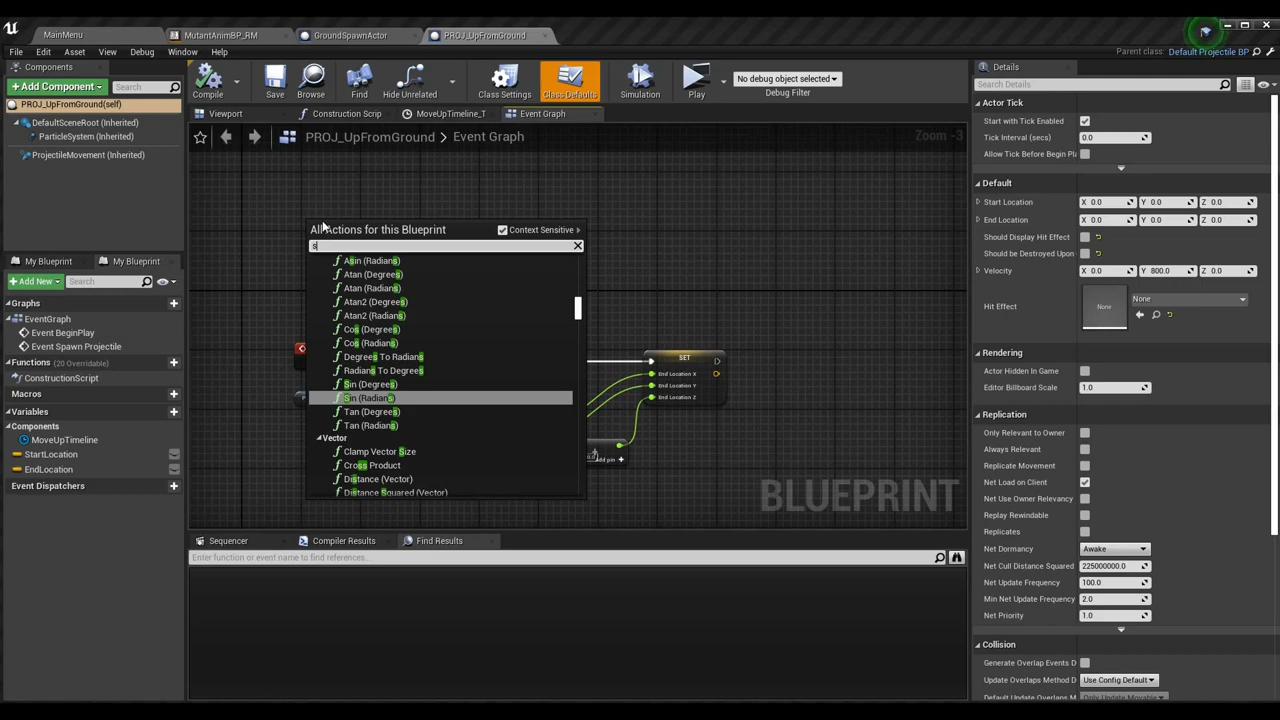 MainMenu
MutantAnimBP_RM
GroundSpawnActor
PROJ_UpFromGround
File Edit Asset View Debug Window Help
Parent class: Default Projectile BP
Components
+ Add Component
Search
PROJ_UpFromGround(self)
DefaultSceneRoot (Inherited)
ParticleSystem (Inherited)
ProjectileMovement (Inherited)
Compile
Save
Browse
Find
Hide Unrelated
Class Settings
Class Defaults
Simulation
Play
No debug object selected
Debug Filter
Viewport
Construction Scrip
MoveUpTimeline_T
Event Graph
PROJ_UpFromGround > Event Graph
Zoom -3
All Actions for this Blueprint
Context Sensitive
s
Asin (Radians)
Atan (Degrees)
Atan (Radians)
Atan2 (Degrees)
Atan2 (Radians)
Cos (Degrees)
Cos (Radians)
Degrees To Radians
Radians To Degrees
Sin (Degrees)
Sin (Radians)
Tan (Degrees)
Tan (Radians)
Vector
Clamp Vector Size
Cross Product
Distance (Vector)
Distance Squared (Vector)
SET
End Location X
End Location Y
End Location Z
BLUEPRINT
My Blueprint
My Blueprint
+ Add New
Search
Graphs
EventGraph
Event BeginPlay
Event Spawn Projectile
Functions (20 Overridable)
ConstructionScript
Macros
Variables
Components
MoveUpTimeline
StartLocation
EndLocation
Event Dispatchers
Sequencer
Compiler Results
Find Results
Enter function or event name to find references...
Details
Search Details
Actor Tick
Start with Tick Enabled
Tick Interval (secs) 0.0
Allow Tick Before Begin Pla
Default
Start Location X 0.0 Y 0.0 Z 0.0
End Location X 0.0 Y 0.0 Z 0.0
Should Display Hit Effect
Should be Destroyed Upon
Velocity X 0.0 Y 800.0 Z 0.0
Hit Effect
None
None
Rendering
Actor Hidden In Game
Editor Billboard Scale 1.0
Replication
Only Relevant to Owner
Always Relevant
Replicate Movement
Net Load on Client
Net Use Owner Relevancy
Replay Rewindable
Replicates
Net Dormancy Awake
Net Cull Distance Squared 225000000.0
Net Update Frequency 100.0
Min Net Update Frequency 2.0
Net Priority 1.0
Collision
Generate Overlap Events D
Update Overlaps Method D Use Config Default
Default Update Overlaps M Only Update Movable